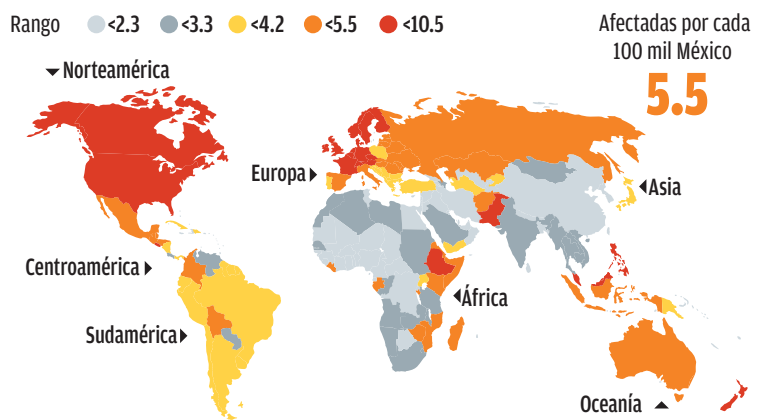 Rango <2.3 <3.3 <4.2 <5.5 <10.5
Afectadas por cada
100 mil México
5.5
Norteamérica
Europa
Asia
Centroamérica
África
Sudamérica
Oceanía